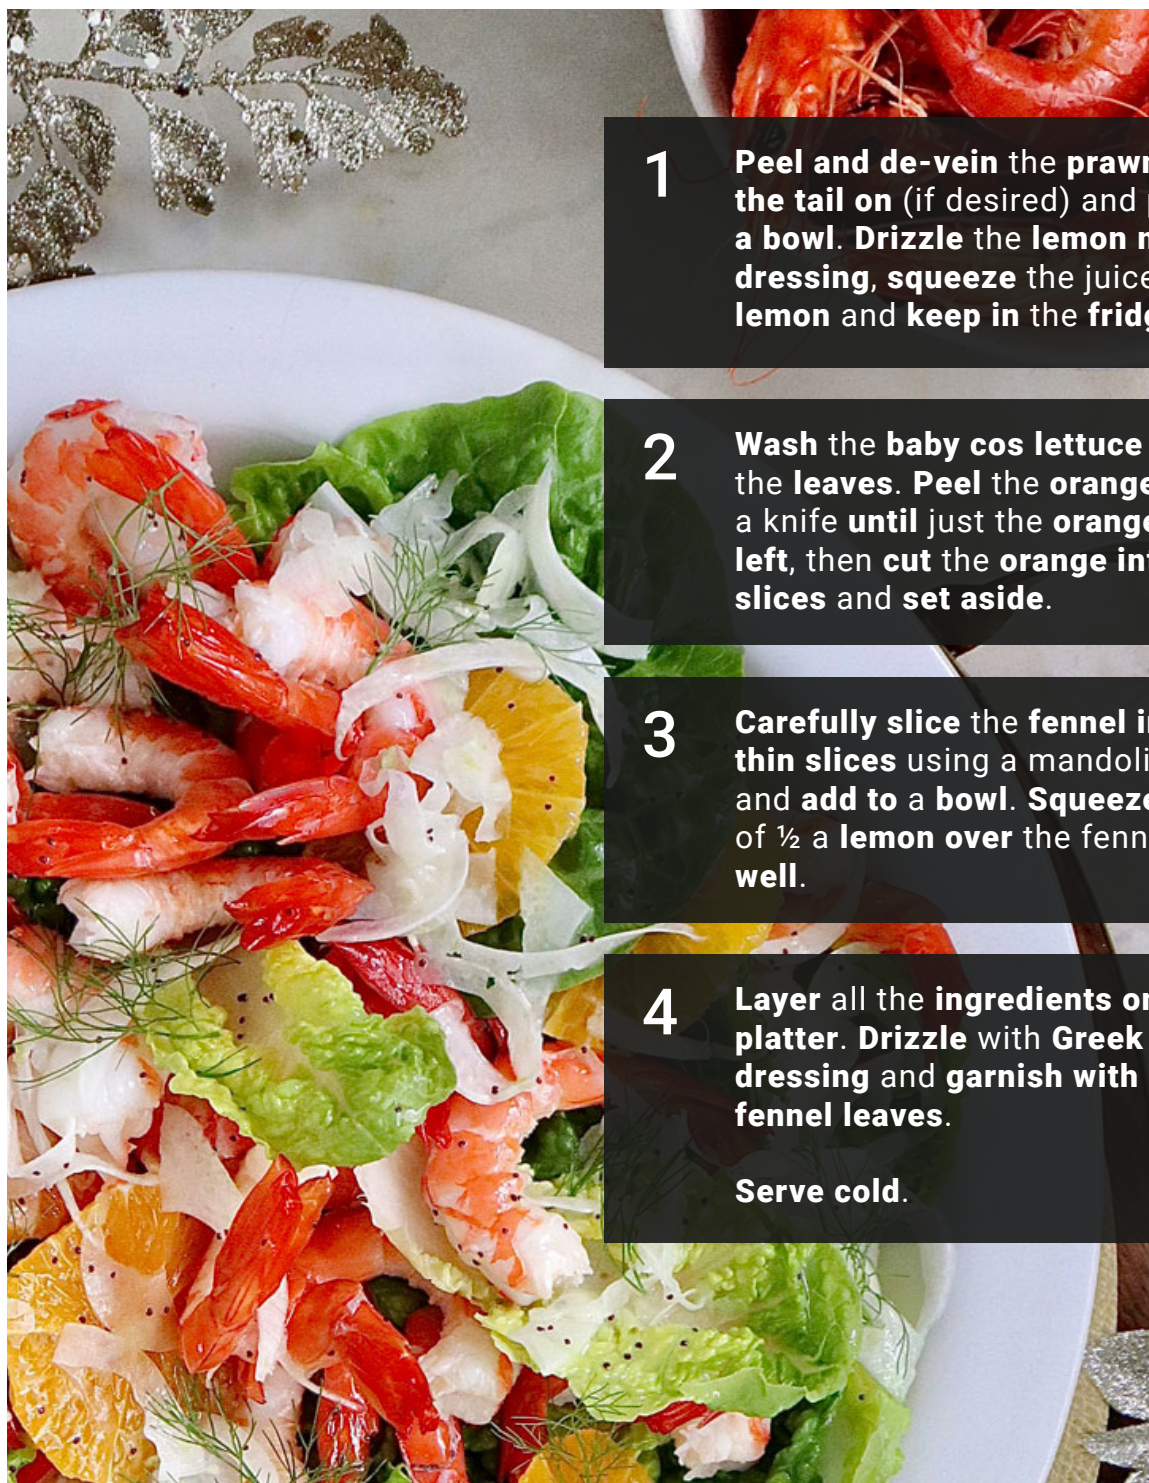 1
Peel and de-vein the
the tail on (if desired) and
a bowl. Drizzle the lemon
dressing, squeeze the juice
lemon and keep in the
2
Wash the baby cos lettuce
the leaves. Peel the
a knife until just the
left, then cut the orange
slices and set aside.
3
Carefully slice the fennel
thin slices using a
and add to a bowl.
of ½ a lemon over the
well.
4
Layer all the ingredients
platter. Drizzle with Greek
dressing and garnish with
fennel leaves.
Serve cold.